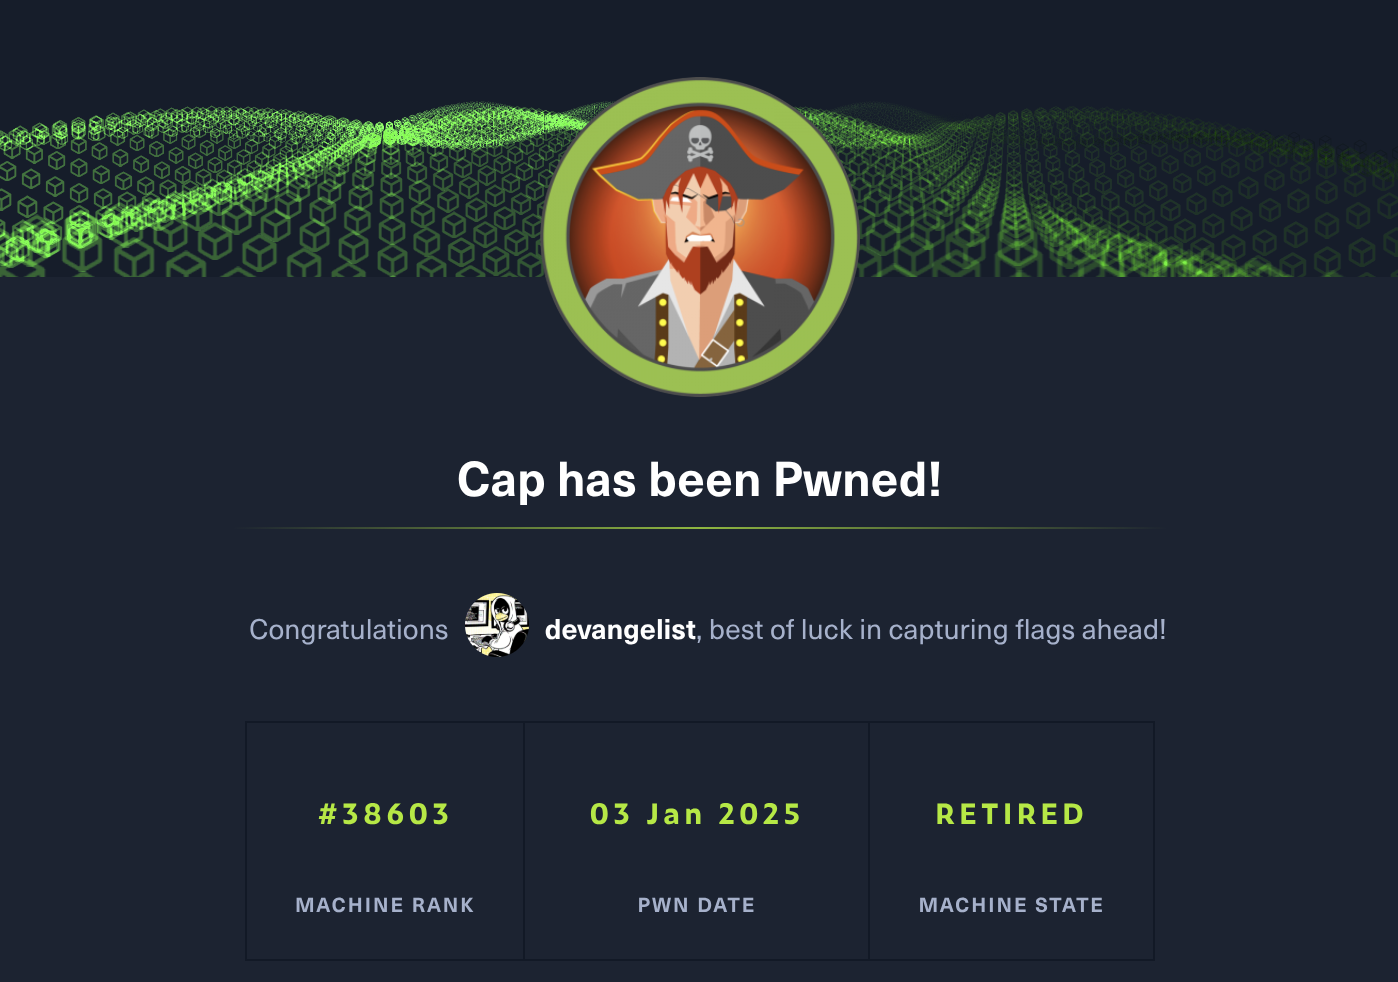 Cap has been Pwned!
Congratulations devangelist, best of luck in capturing flags ahead!
#38603 03 Jan 2025 RETIRED
MACHINE RANK PWN DATE MACHINE STATE